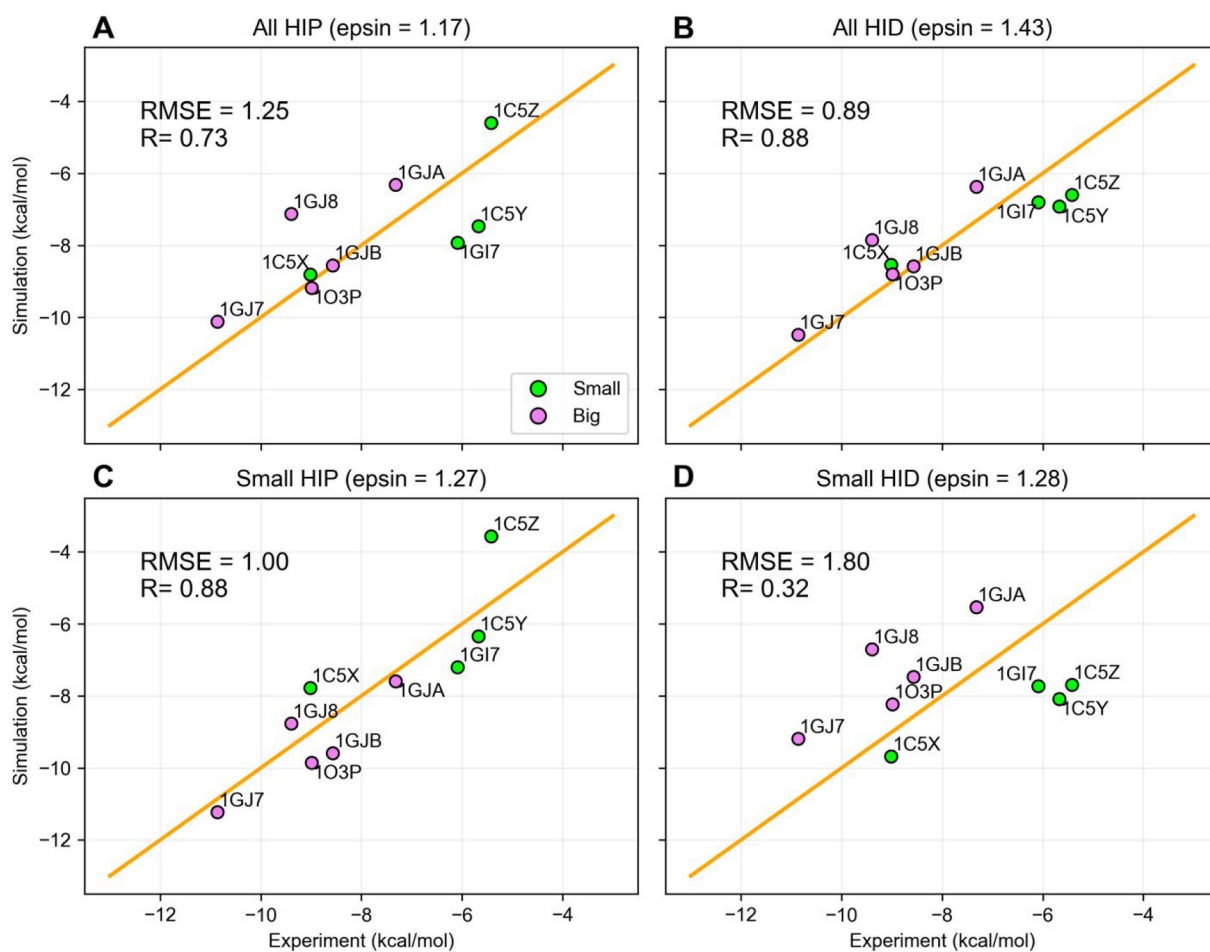 A
All HIP (epsin = 1.17)
RMSE = 1.25
R= 0.73
1C5Z
1GJA
1GJ8
1C5Y
1GI7
1C5X
1GJB
1O3P
1GJ7
Small
Big
−4
−6
−8
−10
−12
Simulation (kcal/mol)
B
All HID (epsin = 1.43)
RMSE = 0.89
R= 0.88
1GJA
1C5Z
1GI7
1C5Y
1GJ8
1C5X
1GJB
1O3P
1GJ7
C
Small HIP (epsin = 1.27)
RMSE = 1.00
R= 0.88
1C5Z
1C5Y
1GI7
1C5X
1GJA
1GJ8
1GJB
1O3P
1GJ7
−4
−6
−8
−10
−12
Simulation (kcal/mol)
−12
−10
−8
−6
−4
Experiment (kcal/mol)
D
Small HID (epsin = 1.28)
RMSE = 1.80
R= 0.32
1GJA
1GJ8
1GJB
1GI7
1C5Z
1O3P
1C5Y
1GJ7
1C5X
−12
−10
−8
−6
−4
Experiment (kcal/mol)